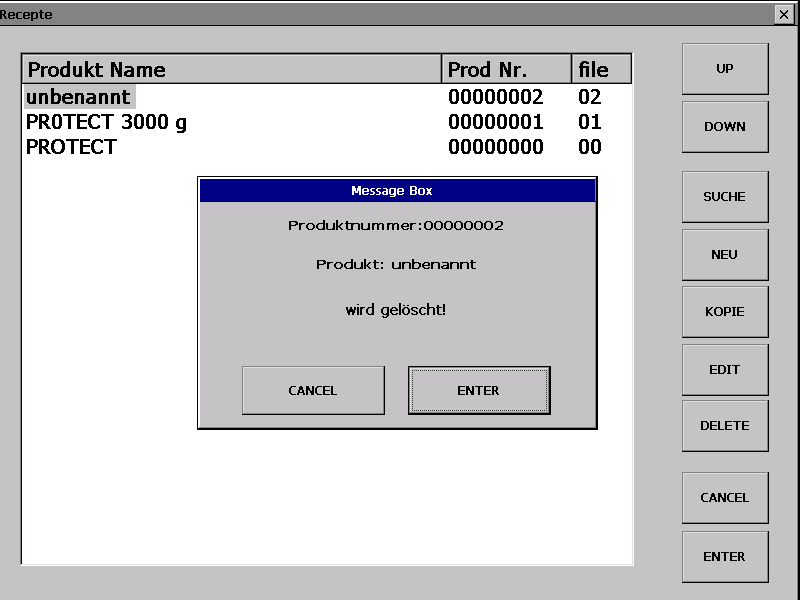 Recepte
Produkt Name Prod Nr. file
unbenannt 00000002 02
PR0TECT 3000 g 00000001 01
PROTECT 00000000 00
Message Box
Produktnummer:00000002
Produkt: unbenannt
wird gelöscht!
CANCEL ENTER
UP
DOWN
SUCHE
NEU
KOPIE
EDIT
DELETE
CANCEL
ENTER